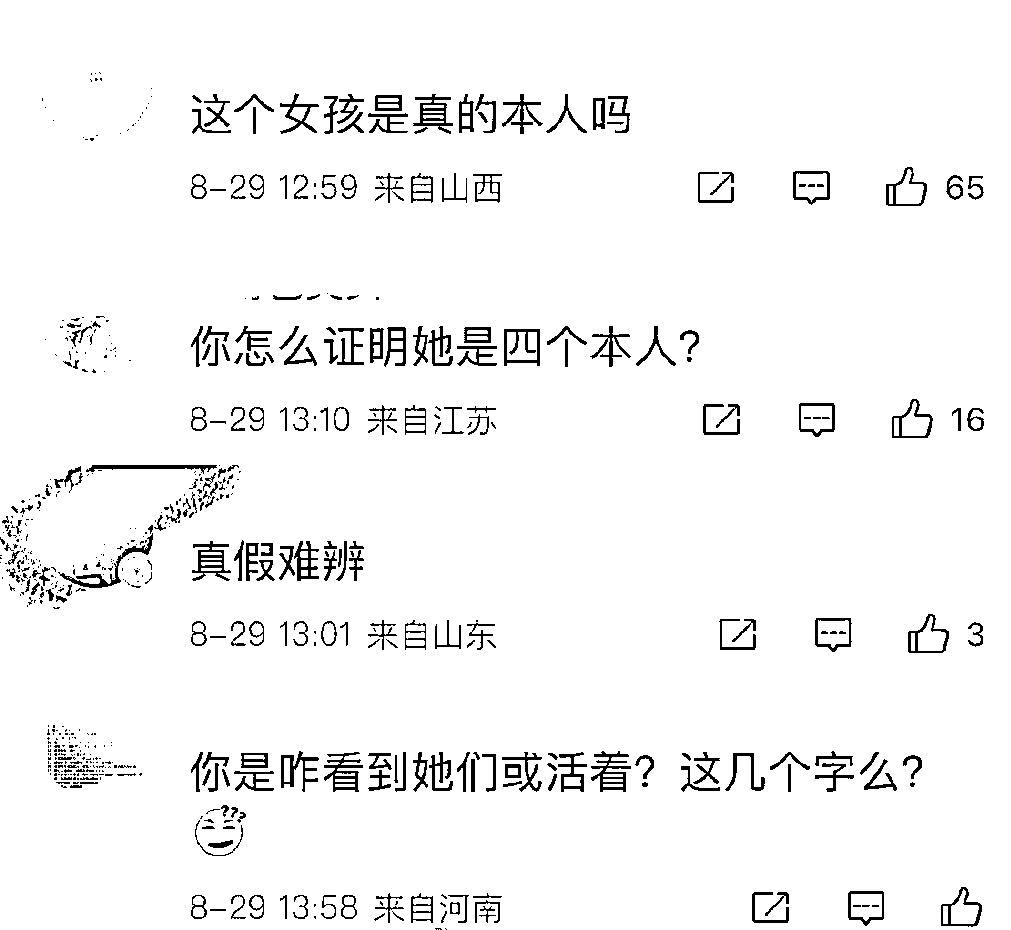 这个女孩是真的本人吗
8-29 12:59 来自山西 65
你怎么证明她是四个本人？
8-29 13:10 来自江苏 16
真假难辨
8-29 13:01 来自山东 3
你是咋看到她们或活着？这几个字么？
8-29 13:58 来自河南